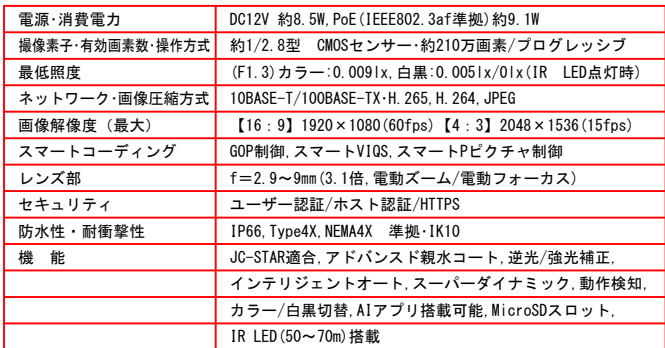 電源･消費電力 DC12V 約8.5W,PoE(IEEE802.3af準拠)約9.1W
撮像素子･有効画素数･操作方式 約1/2.8型 CMOSセンサー･約210万画素/プログレッシブ
最低照度 (F1.3)カラー:0.009lx,白黒:0.005lx/0lx(IR LED点灯時)
ネットワーク･画像圧縮方式 10BASE-T/100BASE-TX･H.265,H.264,JPEG
画像解像度（最大） 【16：9】1920×1080(60fps)【4：3】2048×1536(15fps)
スマートコーディング GOP制御,スマートVIQS,スマートPピクチャ制御
レンズ部 f＝2.9～9mm(3.1倍,電動ズーム/電動フォーカス)
セキュリティ ユーザー認証/ホスト認証/HTTPS
防水性・耐衝撃性 IP66,Type4X,NEMA4X 準拠･IK10
機 能 JC-STAR適合,アドバンスド親水コート,逆光/強光補正,
インテリジェントオート,スーパーダイナミック,動作検知,
カラー/白黒切替,AIアプリ搭載可能,MicroSDスロット,
IR LED(50～70m)搭載